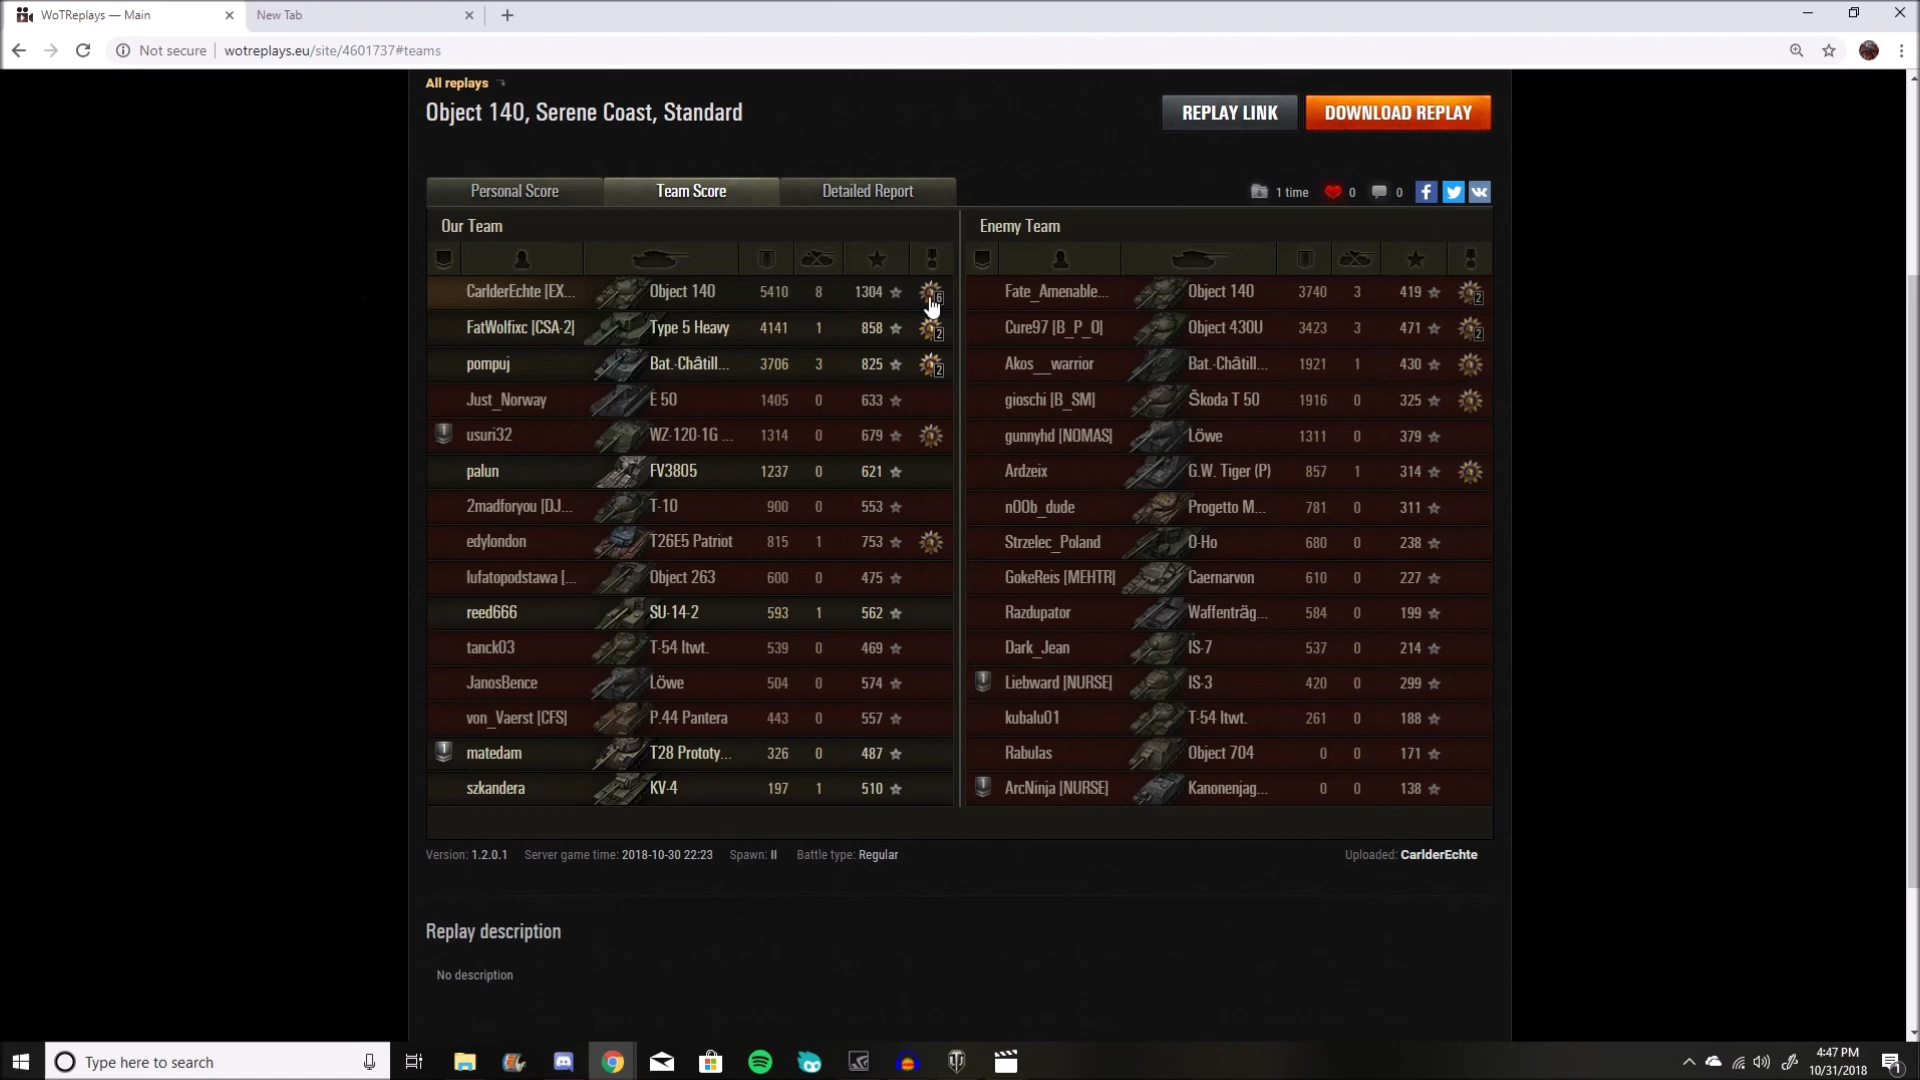 WoTReplays — Main
New Tab
Not secure wotreplays.eu/site/4601737#teams
All replays
Object 140, Serene Coast, Standard
REPLAY LINK DOWNLOAD REPLAY
Personal Score Team Score Detailed Report
1 time 0 0
Our Team
CarlderEchte [EX... Object 140 5410 8 1304 6
FatWolfixc [CSA-2] Type 5 Heavy 4141 1 858 2
pompuj Bat.-Châtill... 3706 3 825 2
Just_Norway E 50 1405 0 633
1 usuri32 WZ-120-1G ... 1314 0 679
palun FV3805 1237 0 621
2madforyou [DJ... T-10 900 0 553
edylondon T26E5 Patriot 815 1 753
lufatopodstawa [... Object 263 600 0 475
reed666 SU-14-2 593 1 562
tanck03 T-54 ltwt. 539 0 469
JanosBence Löwe 504 0 574
von_Vaerst [CFS] P.44 Pantera 443 0 557
1 matedam T28 Prototy... 326 0 487
szkandera KV-4 197 1 510
Enemy Team
Fate_Amenable... Object 140 3740 3 419 2
Cure97 [B_P_O] Object 430U 3423 3 471 2
Akos__warrior Bat.-Châtill... 1921 1 430
gioschi [B_SM] Škoda T 50 1916 0 325
gunnyhd [NOMAS] Löwe 1311 0 379
Ardzeix G.W. Tiger (P) 857 1 314
n00b_dude Progetto M... 781 0 311
Strzelec_Poland O-Ho 680 0 238
GokeReis [MEHTR] Caernarvon 610 0 227
Razdupator Waffenträg... 584 0 199
Dark_Jean IS-7 537 0 214
1 Liebward [NURSE] IS-3 420 0 299
kubalu01 T-54 ltwt. 261 0 188
Rabulas Object 704 0 0 171
1 ArcNinja [NURSE] Kanonenjag... 0 0 138
Version: 1.2.0.1 Server game time: 2018-10-30 22:23 Spawn: II Battle type: Regular Uploaded: CarlderEchte
Replay description
No description
Type here to search
4:47 PM
10/31/2018
1